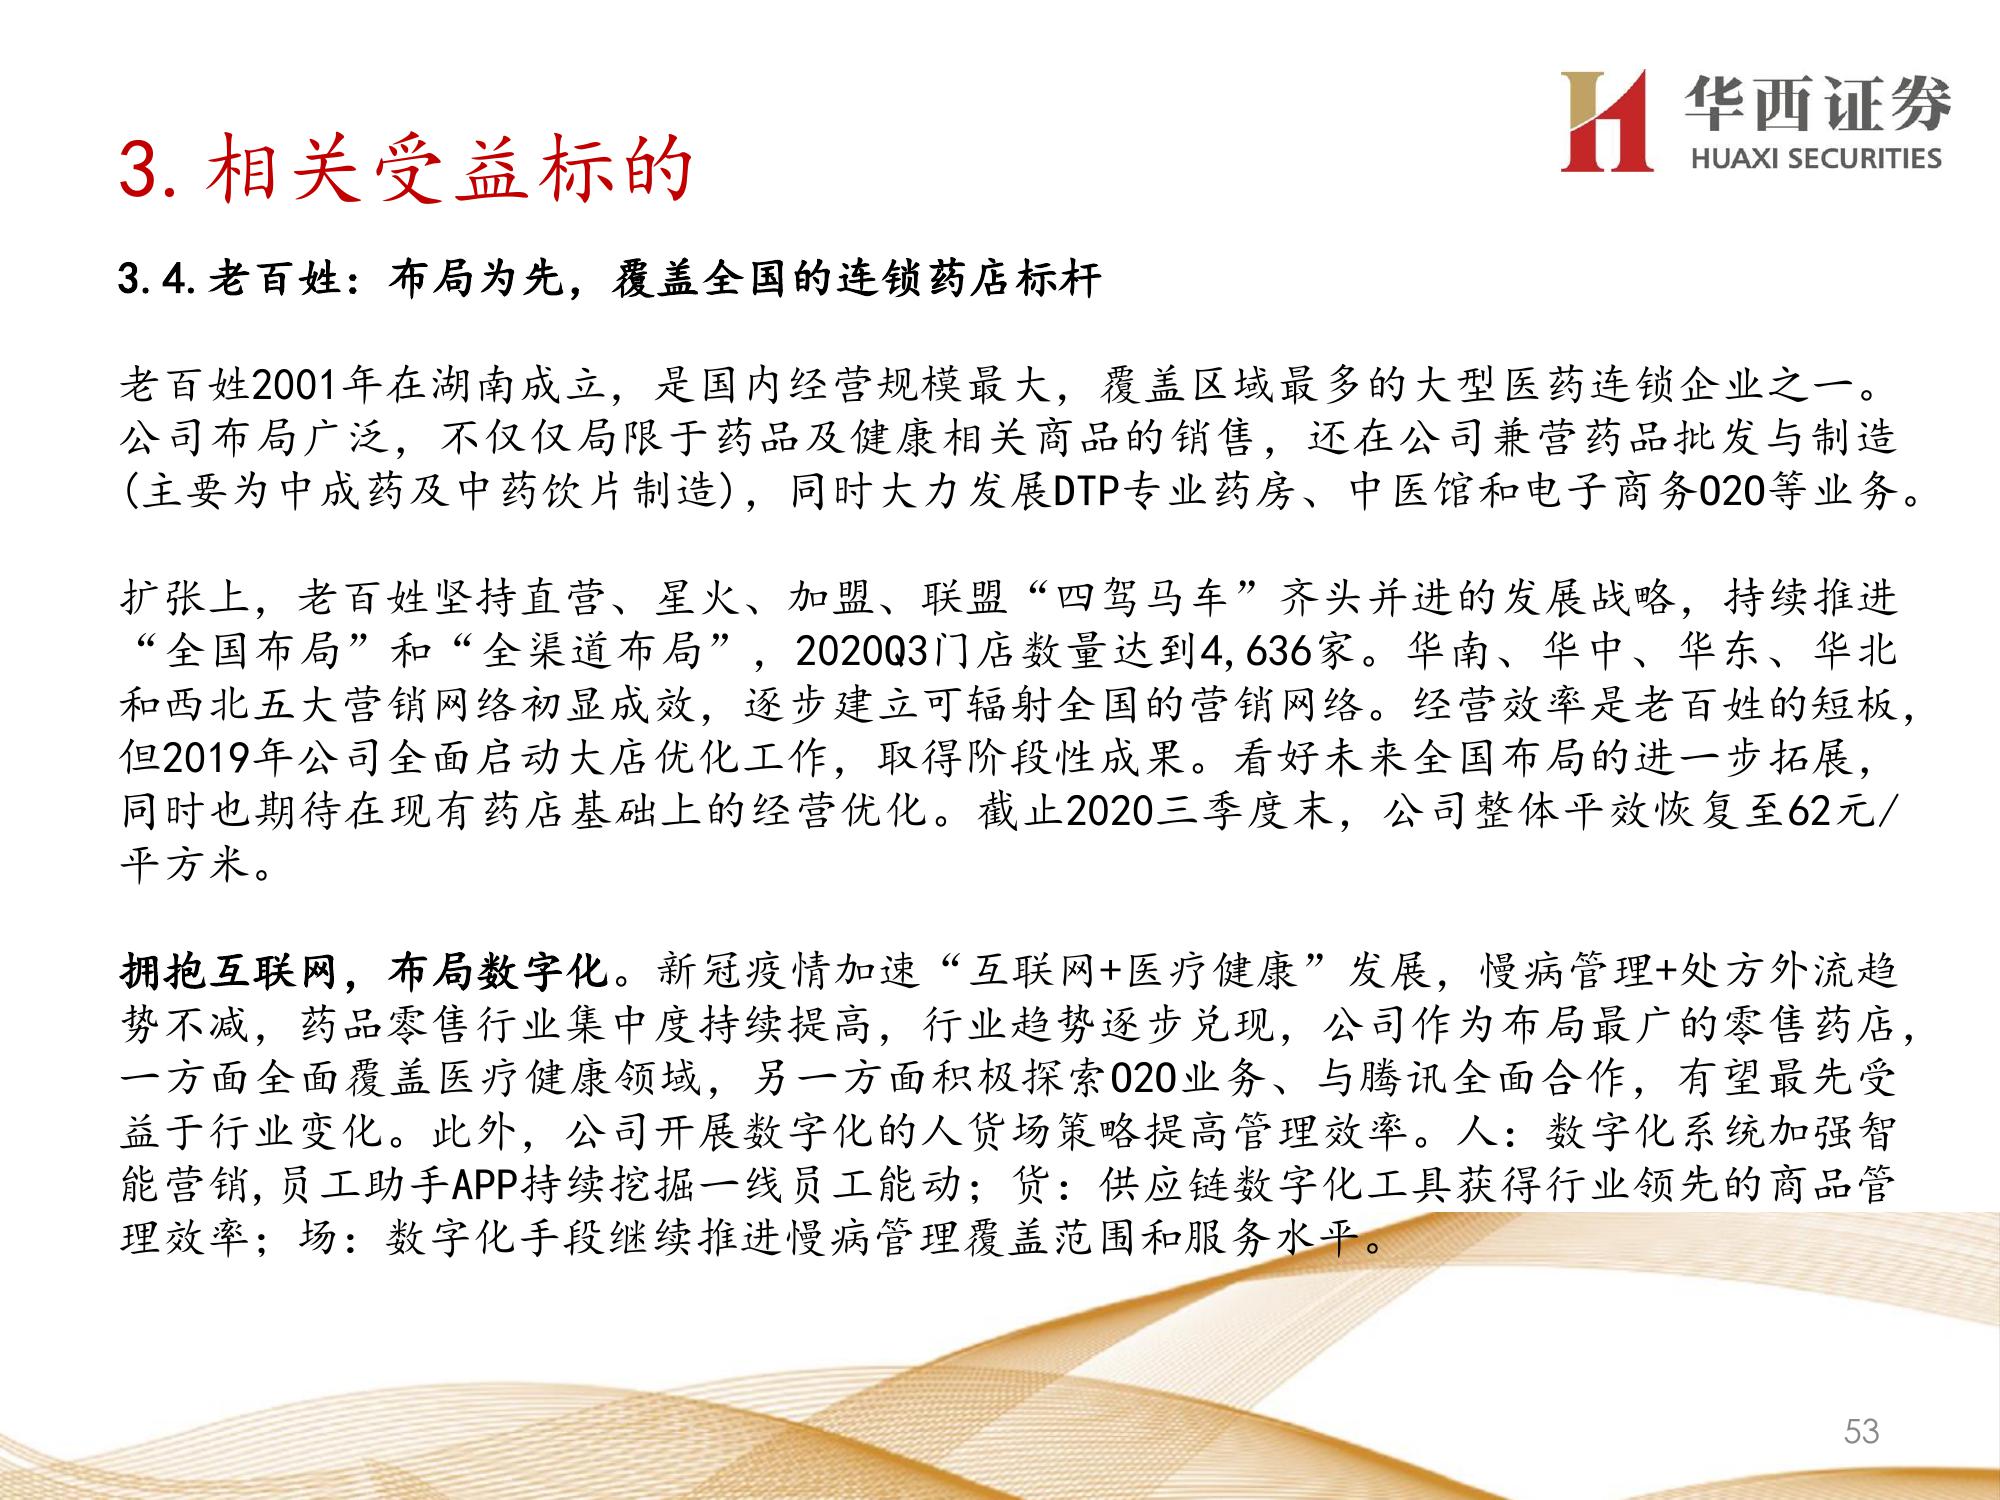 华西证券
HUAXI SECURITIES
3.相关受益标的
3.4.老百姓：布局为先，覆盖全国的连锁药店标杆
老百姓2001年在湖南成立，是国内经营规模最大，覆盖区域最多的大型医药连锁企业之一。
公司布局广泛，不仅仅局限于药品及健康相关商品的销售，还在公司兼营药品批发与制造
(主要为中成药及中药饮片制造)，同时大力发展DTP专业药房、中医馆和电子商务O2O等业务。
扩张上，老百姓坚持直营、星火、加盟、联盟“四驾马车”齐头并进的发展战略，持续推进
“全国布局”和“全渠道布局”，2020Q3门店数量达到4,636家。华南、华中、华东、华北
和西北五大营销网络初显成效，逐步建立可辐射全国的营销网络。经营效率是老百姓的短板，
但2019年公司全面启动大店优化工作，取得阶段性成果。看好未来全国布局的进一步拓展，
同时也期待在现有药店基础上的经营优化。截止2020三季度末，公司整体平效恢复至62元/
平方米。
拥抱互联网，布局数字化。新冠疫情加速“互联网+医疗健康”发展，慢病管理+处方外流趋
势不减，药品零售行业集中度持续提高，行业趋势逐步兑现，公司作为布局最广的零售药店，
一方面全面覆盖医疗健康领域，另一方面积极探索O2O业务、与腾讯全面合作，有望最先受
益于行业变化。此外，公司开展数字化的人货场策略提高管理效率。人：数字化系统加强智
能营销,员工助手APP持续挖掘一线员工能动；货：供应链数字化工具获得行业领先的商品管
理效率；场：数字化手段继续推进慢病管理覆盖范围和服务水平。
53